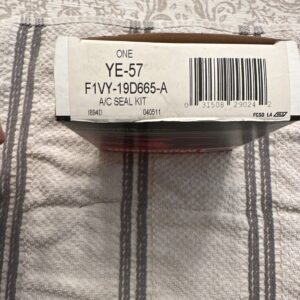 ONE
YE-57
F1VY-19D665-A
A/C SEAL KIT
I894D 040511
0 31508 29024 2